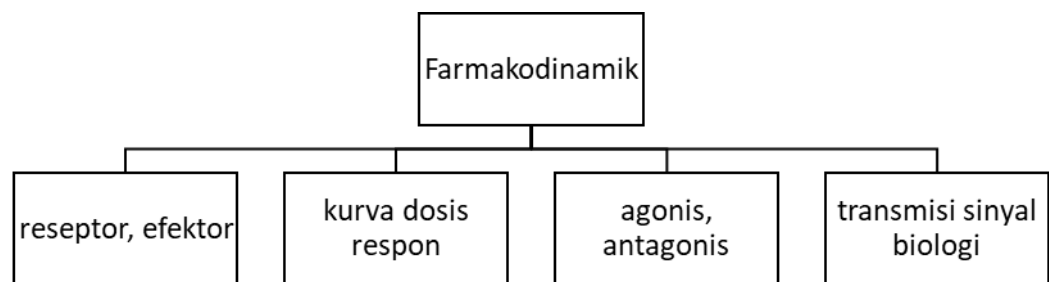 Farmakodinamik
reseptor, efektor
kurva dosis
respon
agonis,
antagonis
transmisi sinyal
biologi